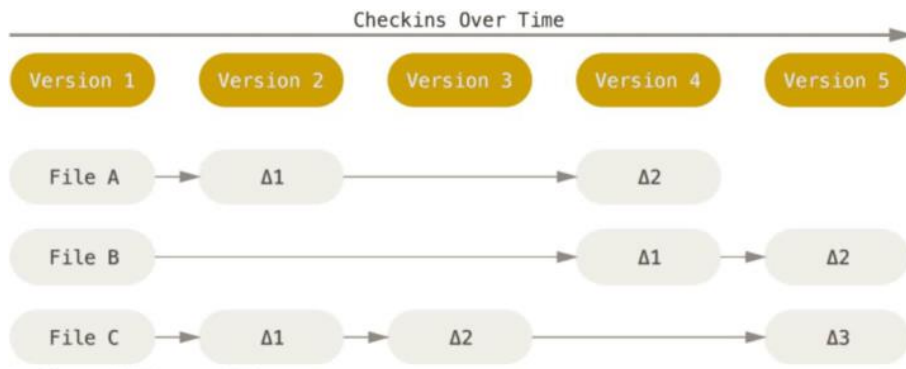 Checkins Over Time
Version 1 Version 2 Version 3 Version 4 Version 5
File A Δ1 Δ2
File B Δ1 Δ2
File C Δ1 Δ2 Δ3